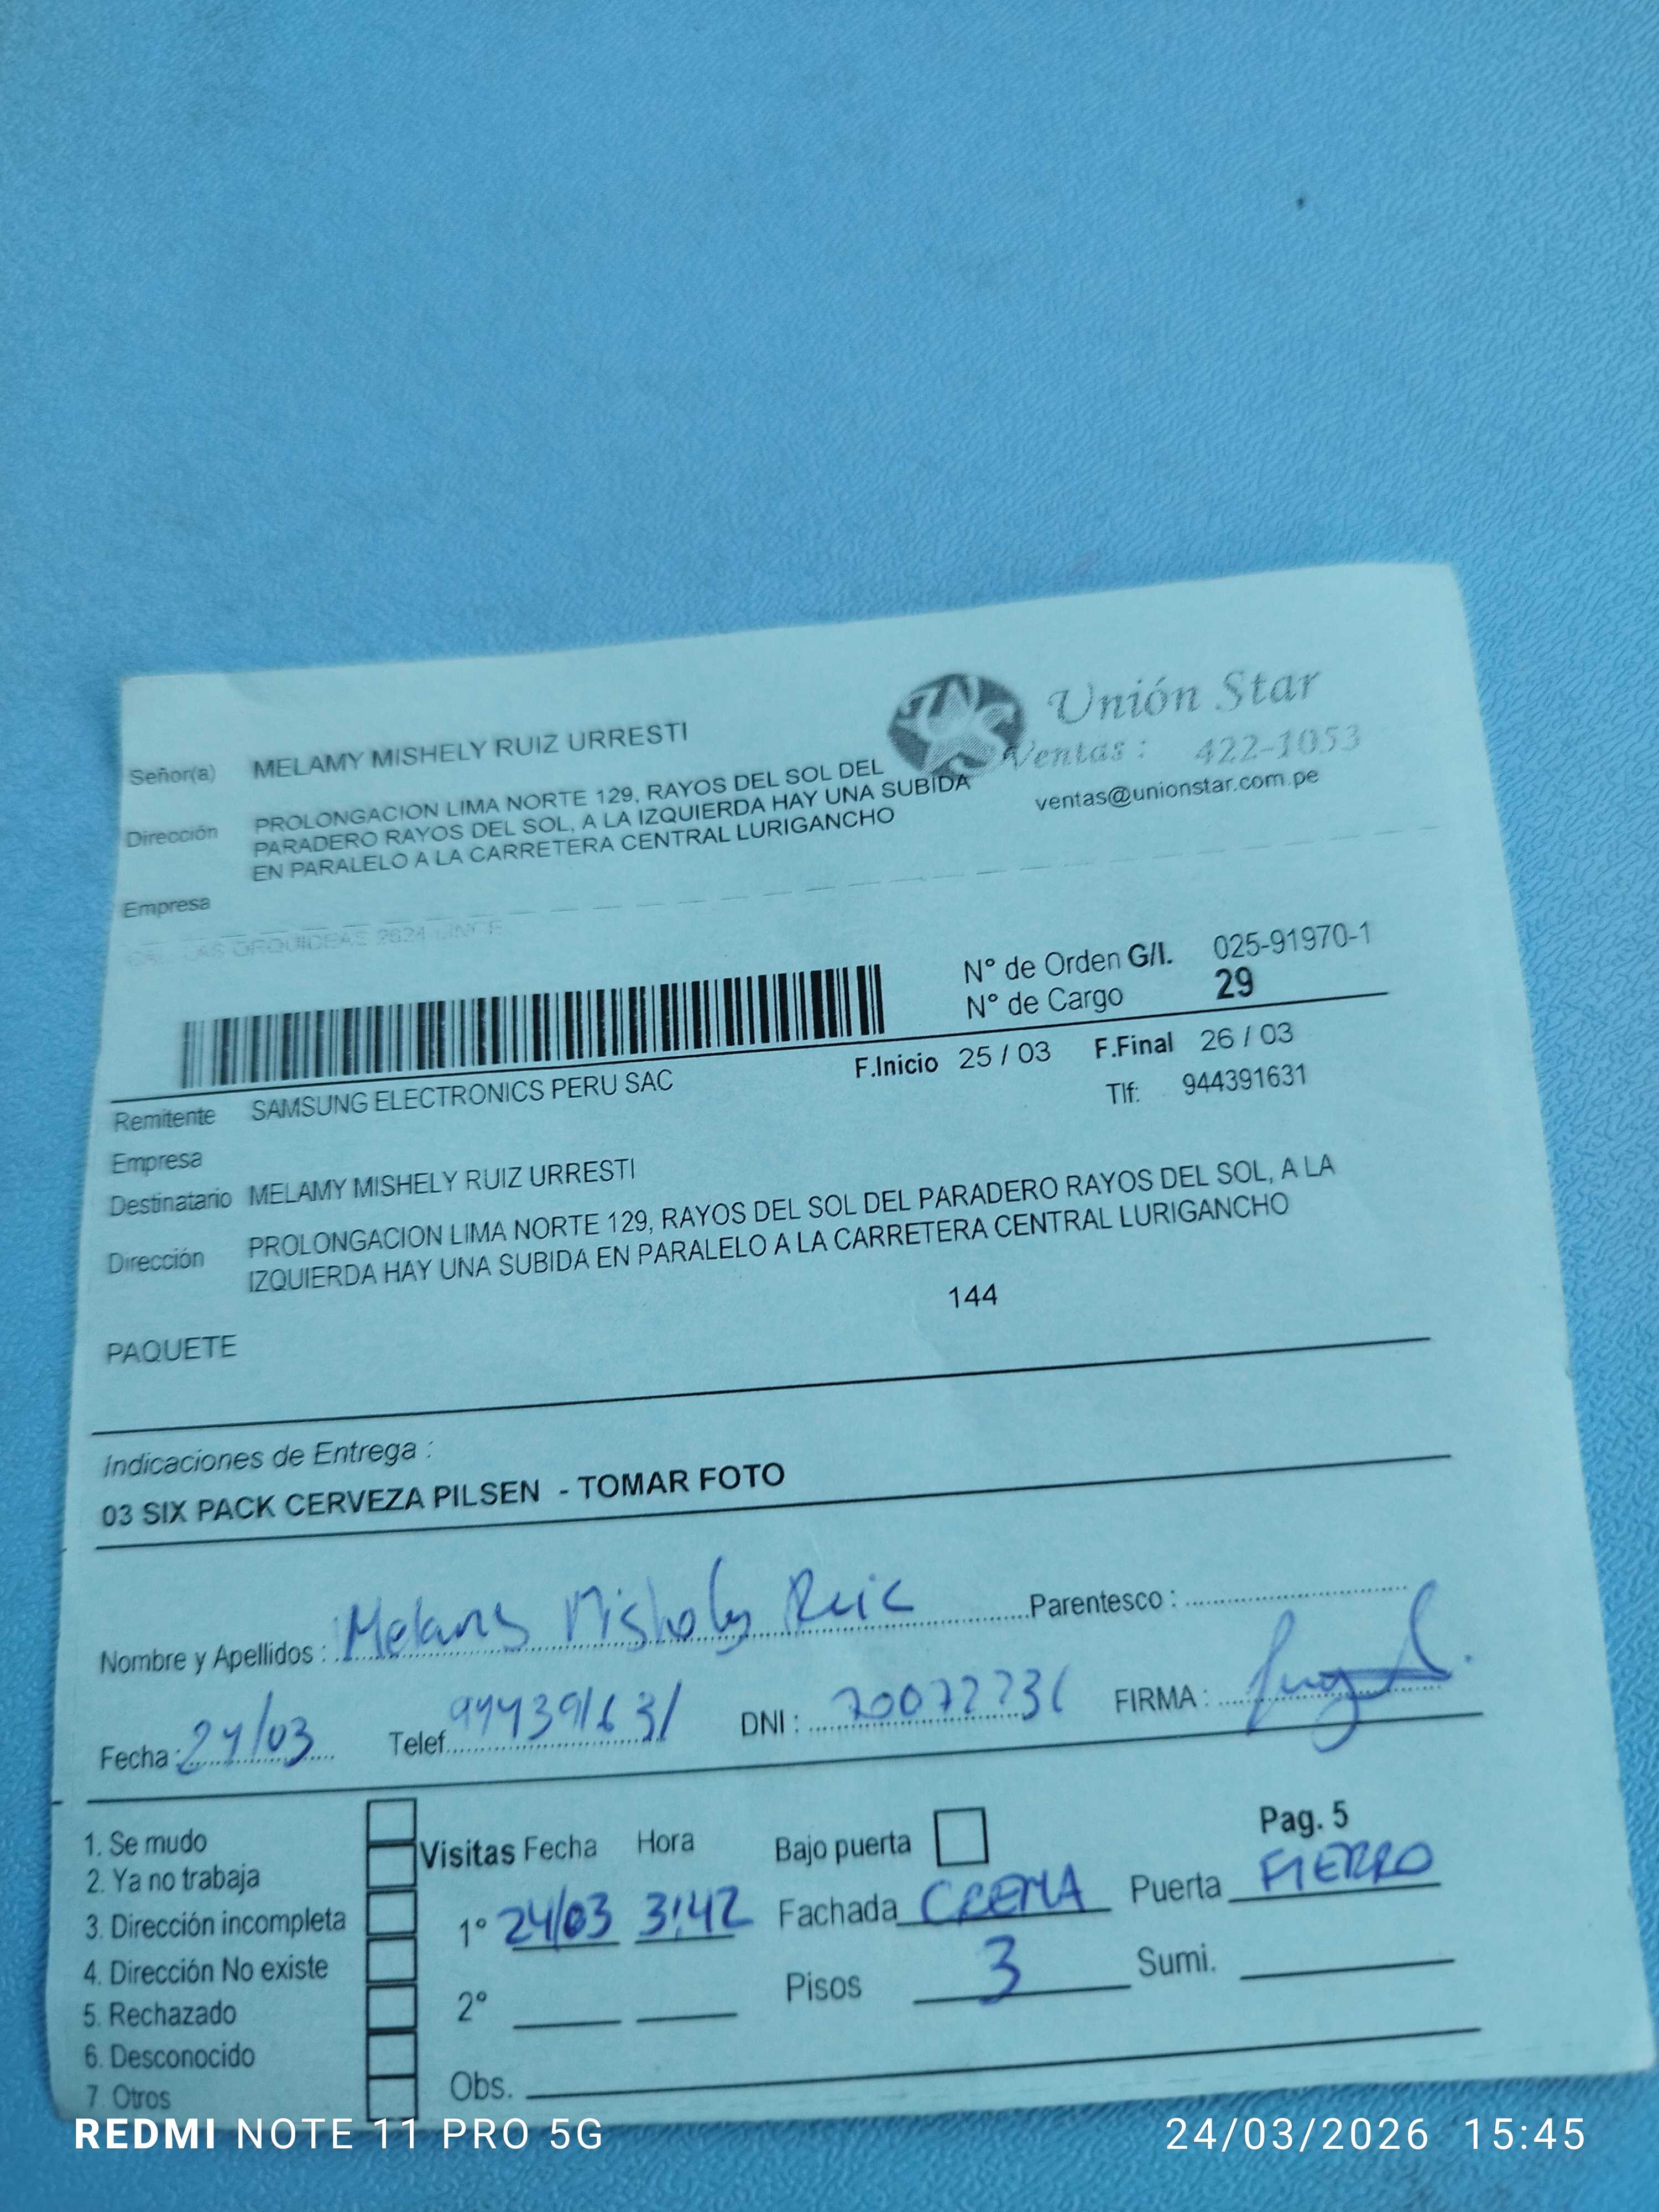 Unión Star
Ventas : 422-1053
ventas@unionstar.com.pe
Señor(a) MELAMY MISHELY RUIZ URRESTI
Dirección PROLONGACION LIMA NORTE 129, RAYOS DEL SOL DEL
PARADERO RAYOS DEL SOL, A LA IZQUIERDA HAY UNA SUBIDA
EN PARALELO A LA CARRETERA CENTRAL LURIGANCHO
Empresa
LAS ORQUIDEAS 2624 LINCE
N° de Orden G/I. 025-91970-1
N° de Cargo 29
F.Inicio 25 / 03 F.Final 26 / 03
Remitente SAMSUNG ELECTRONICS PERU SAC Tlf: 944391631
Empresa
Destinatario MELAMY MISHELY RUIZ URRESTI
Dirección PROLONGACION LIMA NORTE 129, RAYOS DEL SOL DEL PARADERO RAYOS DEL SOL, A LA
IZQUIERDA HAY UNA SUBIDA EN PARALELO A LA CARRETERA CENTRAL LURIGANCHO
144
PAQUETE
Indicaciones de Entrega :
03 SIX PACK CERVEZA PILSEN - TOMAR FOTO
Nombre y Apellidos : Melamy Mishely Ruiz Parentesco :
Fecha : 24/03 Telef. 944391631 DNI : FIRMA :
Pag. 5
1. Se mudo
2. Ya no trabaja
3. Dirección incompleta
4. Dirección No existe
5. Rechazado
6. Desconocido
7. Otros
Visitas Fecha Hora Bajo puerta
1° 24/03 3:42 Fachada CREMA Puerta FIERRO
2° Pisos 3 Sumi.
Obs.
REDMI NOTE 11 PRO 5G 24/03/2026 15:45